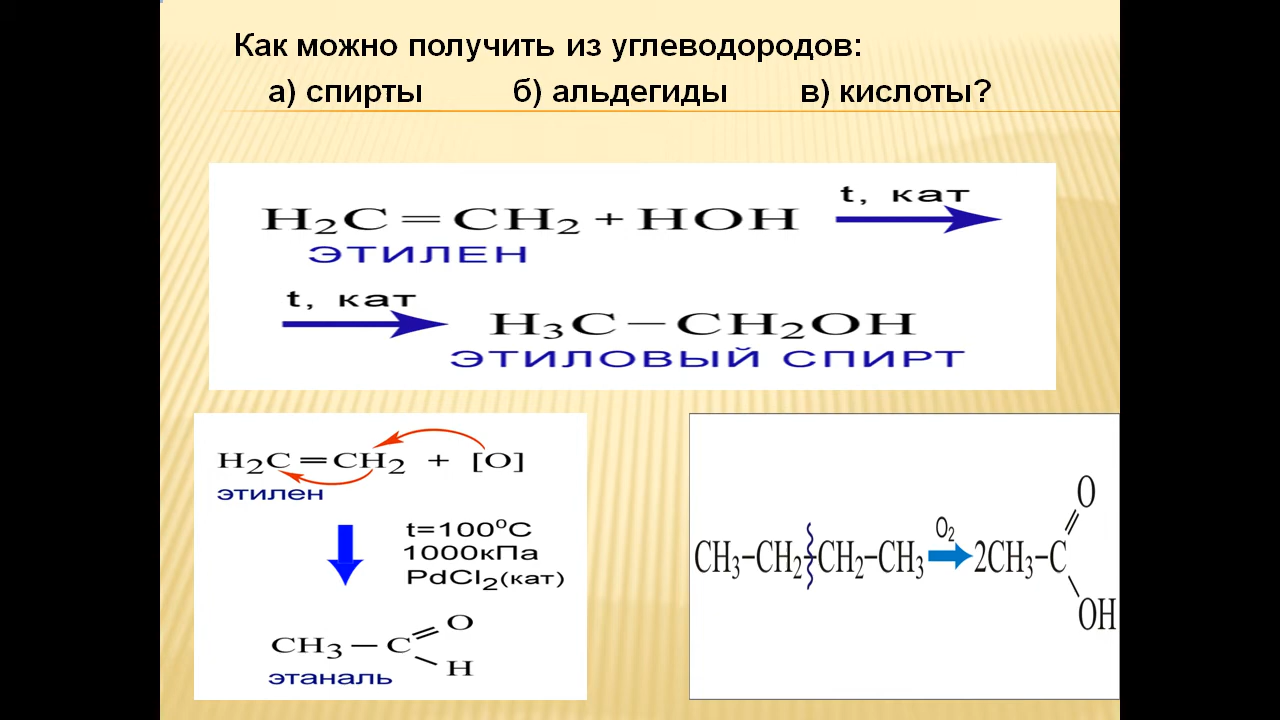 Как можно получить из углеводородов:
а) спирты б) альдегиды в) кислоты?
t, кат
H₂C=CH₂+HOH
ЭТИЛЕН
t, кат
H₃C–CH₂OH
ЭТИЛОВЫЙ СПИРТ
H₂C=CH₂ + [O]
этилен
t=100⁰C
1000кПа
PdCl₂(кат)
CH₃–C
O
H
этаналь
O₂
CH₃–CH₂–CH₂–CH₃
2CH₃–C
O
OH